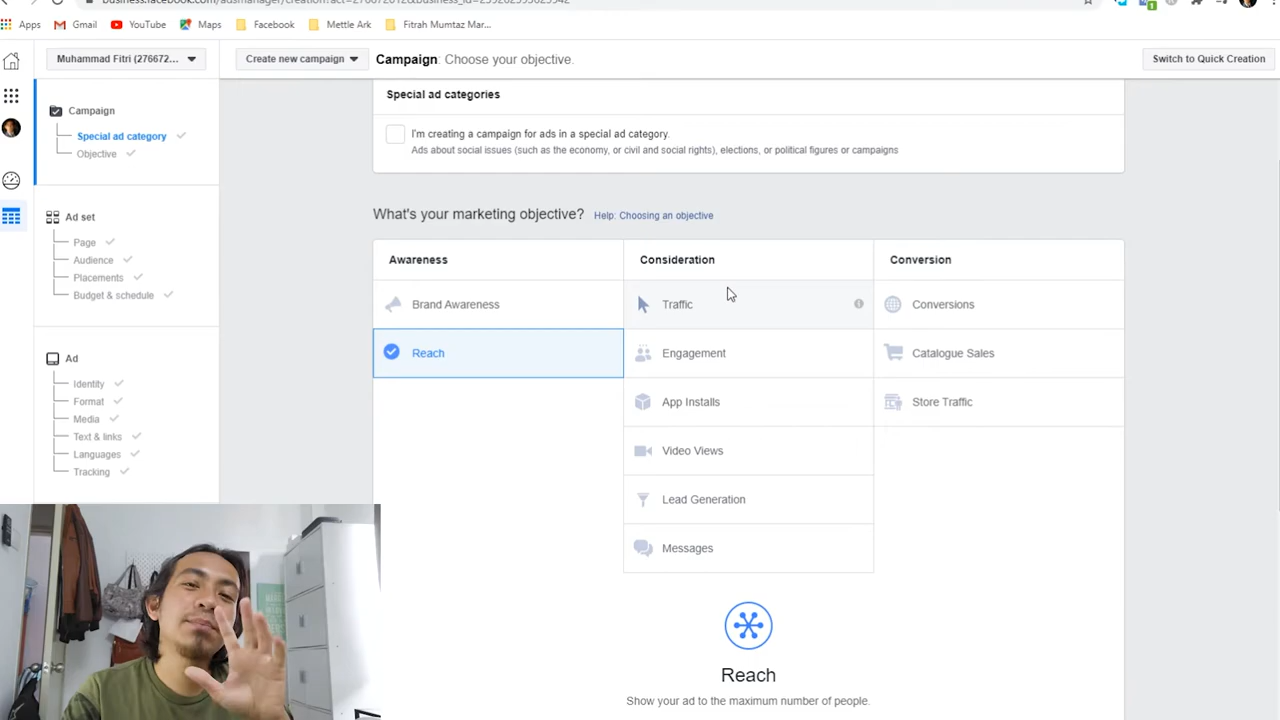 Apps
Gmail
YouTube
Maps
Facebook
Mettle Ark
Fitrah Mumtaz Mar...
Muhammad Fitri (276672...
Create new campaign
Campaign: Choose your objective.
Switch to Quick Creation
Campaign
Special ad category
Objective
Ad set
Page
Audience
Placements
Budget & schedule
Ad
Identity
Format
Media
Text & links
Languages
Tracking
Special ad categories
I'm creating a campaign for ads in a special ad category.
Ads about social issues (such as the economy, or civil and social rights), elections, or political figures or campaigns
What's your marketing objective? Help: Choosing an objective
Awareness
Consideration
Conversion
Brand Awareness
Traffic
Conversions
Reach
Engagement
Catalogue Sales
App Installs
Store Traffic
Video Views
Lead Generation
Messages
Reach
Show your ad to the maximum number of people.